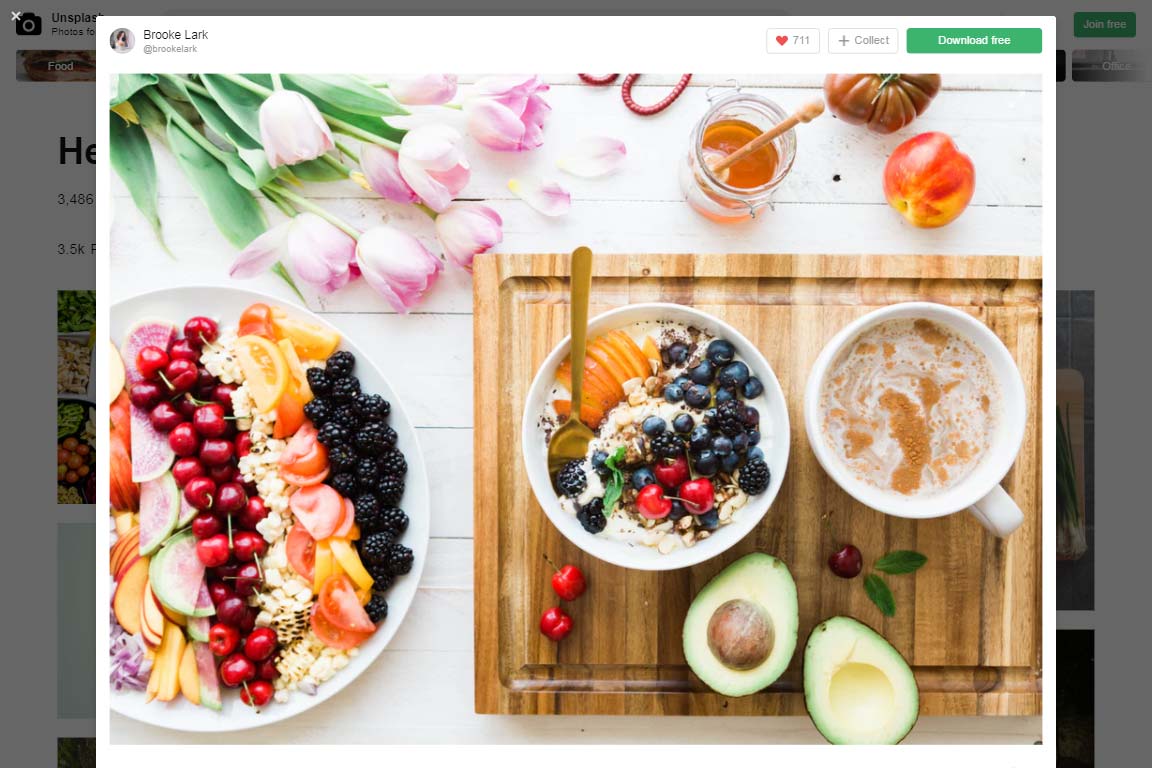 Unsplash
Photos fo
Join free
Food
Office
Brooke Lark
@brookelark
711
Collect
Download free
He
3,486
3.5k P